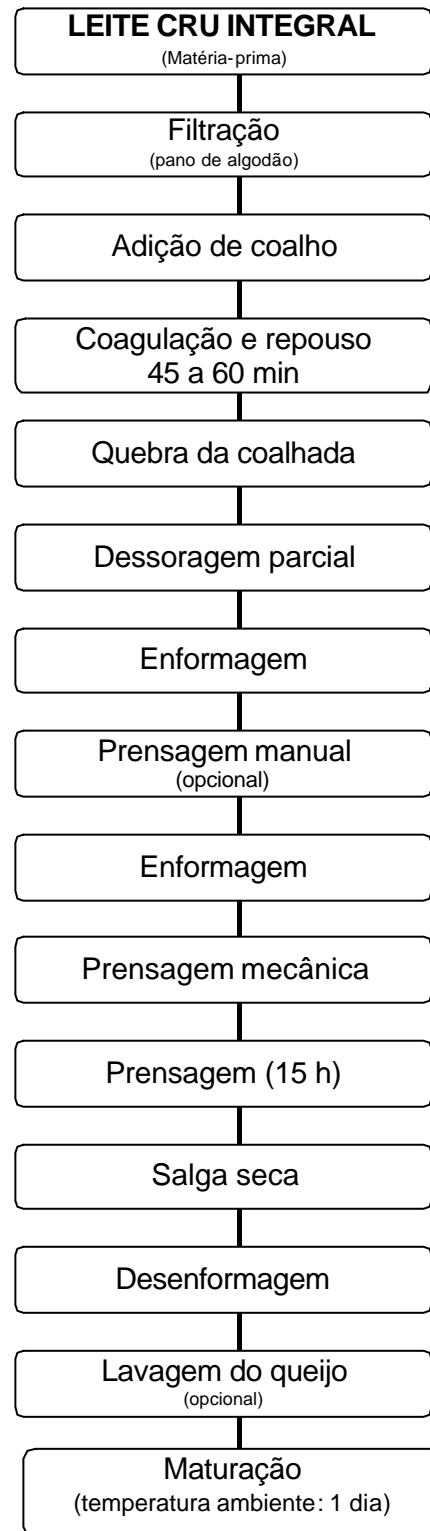 LEITE CRU INTEGRAL
(Matéria-prima)
Filtração
(pano de algodão)
Adição de coalho
Coagulação e repouso
45 a 60 min
Quebra da coalhada
Dessoragem parcial
Enformagem
Prensagem manual
(opcional)
Enformagem
Prensagem mecânica
Prensagem (15 h)
Salga seca
Desenformagem
Lavagem do queijo
(opcional)
Maturação
(temperatura ambiente: 1 dia)